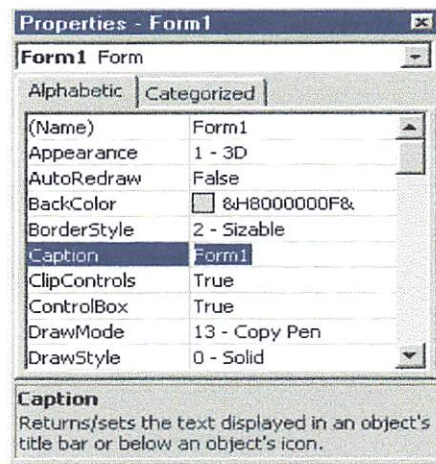 Properties - Form1
Form1 Form
Alphabetic Categorized
(Name) Form1
Appearance 1 - 3D
AutoRedraw False
BackColor &H8000000F&
BorderStyle 2 - Sizable
Caption Form1
ClipControls True
ControlBox True
DrawMode 13 - Copy Pen
DrawStyle 0 - Solid
Caption
Returns/sets the text displayed in an object's
title bar or below an object's icon.